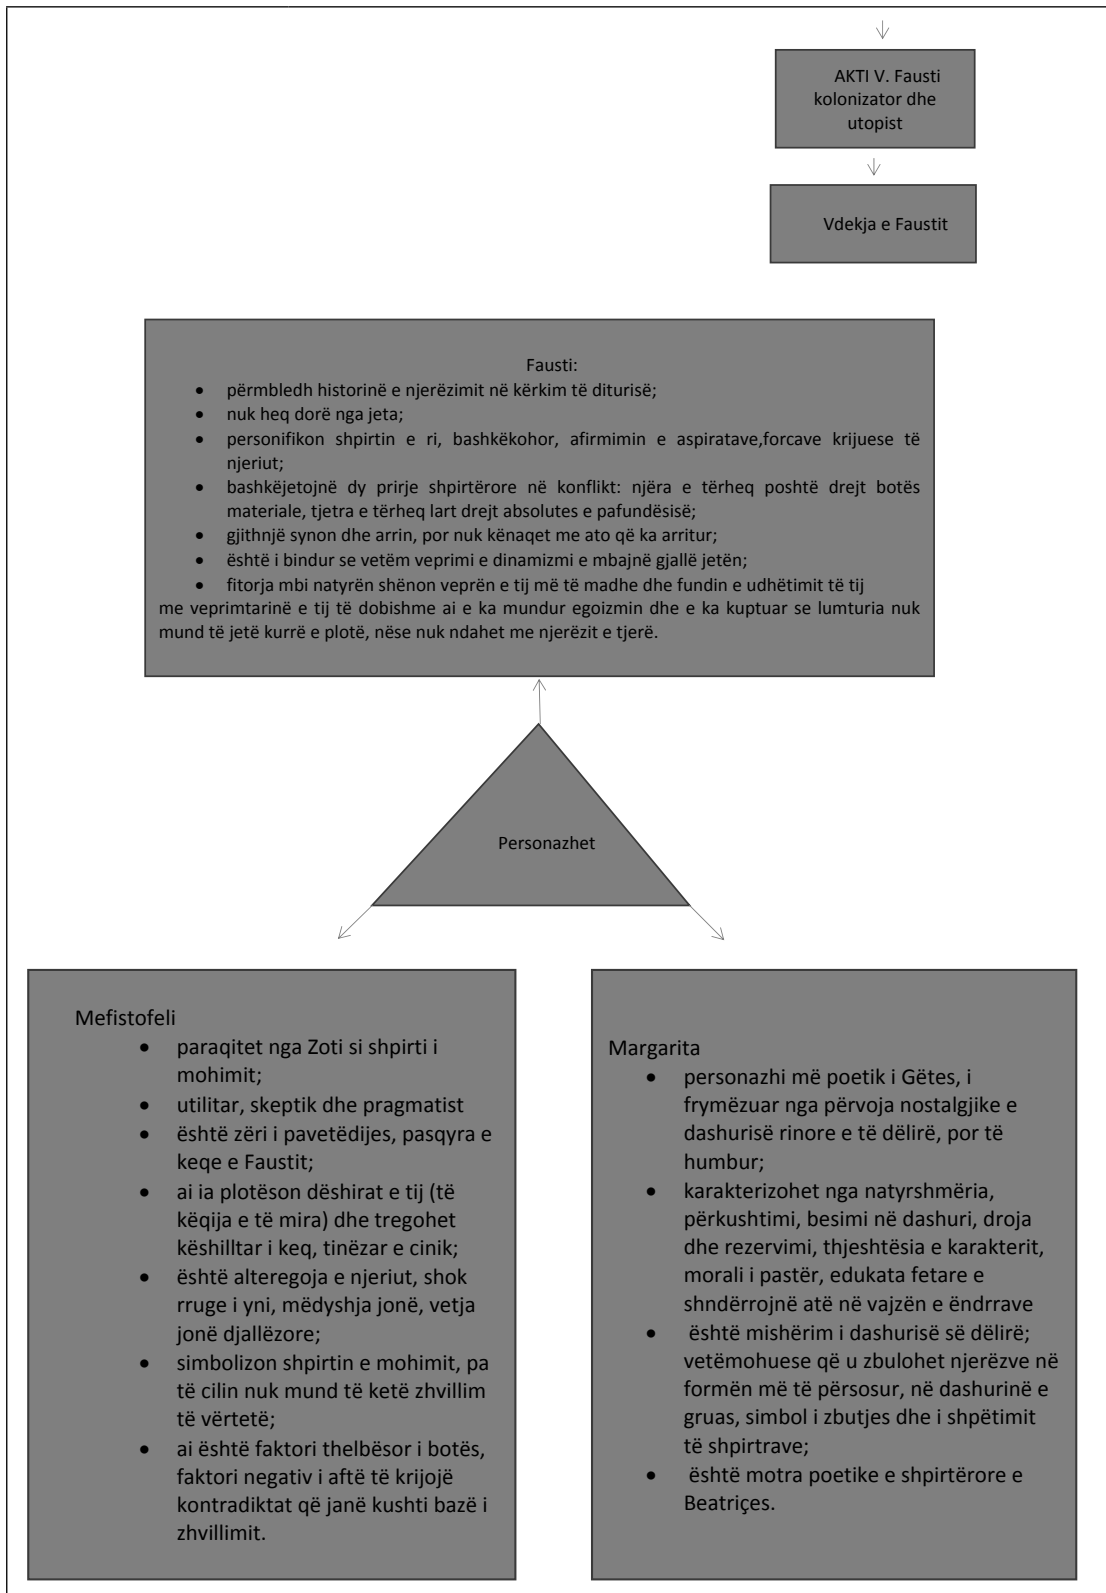 AKTI V. Fausti
kolonizator dhe
utopist
Vdekja e Faustit
Fausti:
• përmbledh historinë e njerëzimit në kërkim të diturisë;
• nuk heq dorë nga jeta;
• personifikon shpirtin e ri, bashkëkohor, afirmimin e aspiratave,forcave krijuese të
njeriut;
• bashkëjetojnë dy prirje shpirtërore në konflikt: njëra e tërheq poshtë drejt botës
materiale, tjetra e tërheq lart drejt absolutes e pafundësisë;
• gjithnjë synon dhe arrin, por nuk kënaqet me ato që ka arritur;
• është i bindur se vetëm veprimi e dinamizmi e mbajnë gjallë jetën;
• fitorja mbi natyrën shënon veprën e tij më të madhe dhe fundin e udhëtimit të tij
me veprimtarinë e tij të dobishme ai e ka mundur egoizmin dhe e ka kuptuar se lumturia nuk
mund të jetë kurrë e plotë, nëse nuk ndahet me njerëzit e tjerë.
Personazhet
Mefistofeli
• paraqitet nga Zoti si shpirti i
mohimit;
• utilitar, skeptik dhe pragmatist
• është zëri i pavetëdijes, pasqyra e
keqe e Faustit;
• ai ia plotëson dëshirat e tij (të
këqija e të mira) dhe tregohet
këshilltar i keq, tinëzar e cinik;
• është alteregoja e njeriut, shok
rruge i yni, mëdyshja jonë, vetja
jonë djallëzore;
• simbolizon shpirtin e mohimit, pa
të cilin nuk mund të ketë zhvillim
të vërtetë;
• ai është faktori thelbësor i botës,
faktori negativ i aftë të krijojë
kontradiktat që janë kushti bazë i
zhvillimit.
Margarita
• personazhi më poetik i Gëtes, i
frymëzuar nga përvoja nostalgjike e
dashurisë rinore e të dëlirë, por të
humbur;
• karakterizohet nga natyrshmëria,
përkushtimi, besimi në dashuri, droja
dhe rezervimi, thjeshtësia e karakterit,
morali i pastër, edukata fetare e
shndërrojnë atë në vajzën e ëndrrave
• është mishërim i dashurisë së dëlirë;
vetëmohuese që u zbulohet njerëzve në
formën më të përsosur, në dashurinë e
gruas, simbol i zbutjes dhe i shpëtimit
të shpirtrave;
• është motra poetike e shpirtërore e
Beatriçes.